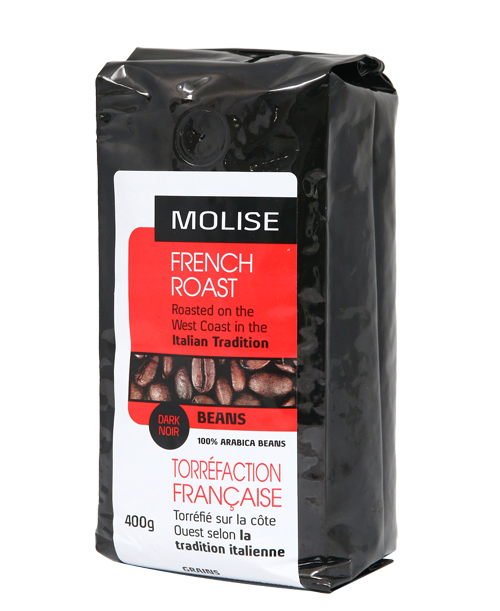 MOLISE
FRENCH
ROAST
Roasted on the
West Coast in the
Italian Tradition
DARK
NOIR
BEANS
100% ARABICA BEANS
TORRÉFACTION
FRANÇAISE
400g
Torréfié sur la côte
Ouest selon la
tradition italienne
GRAINS